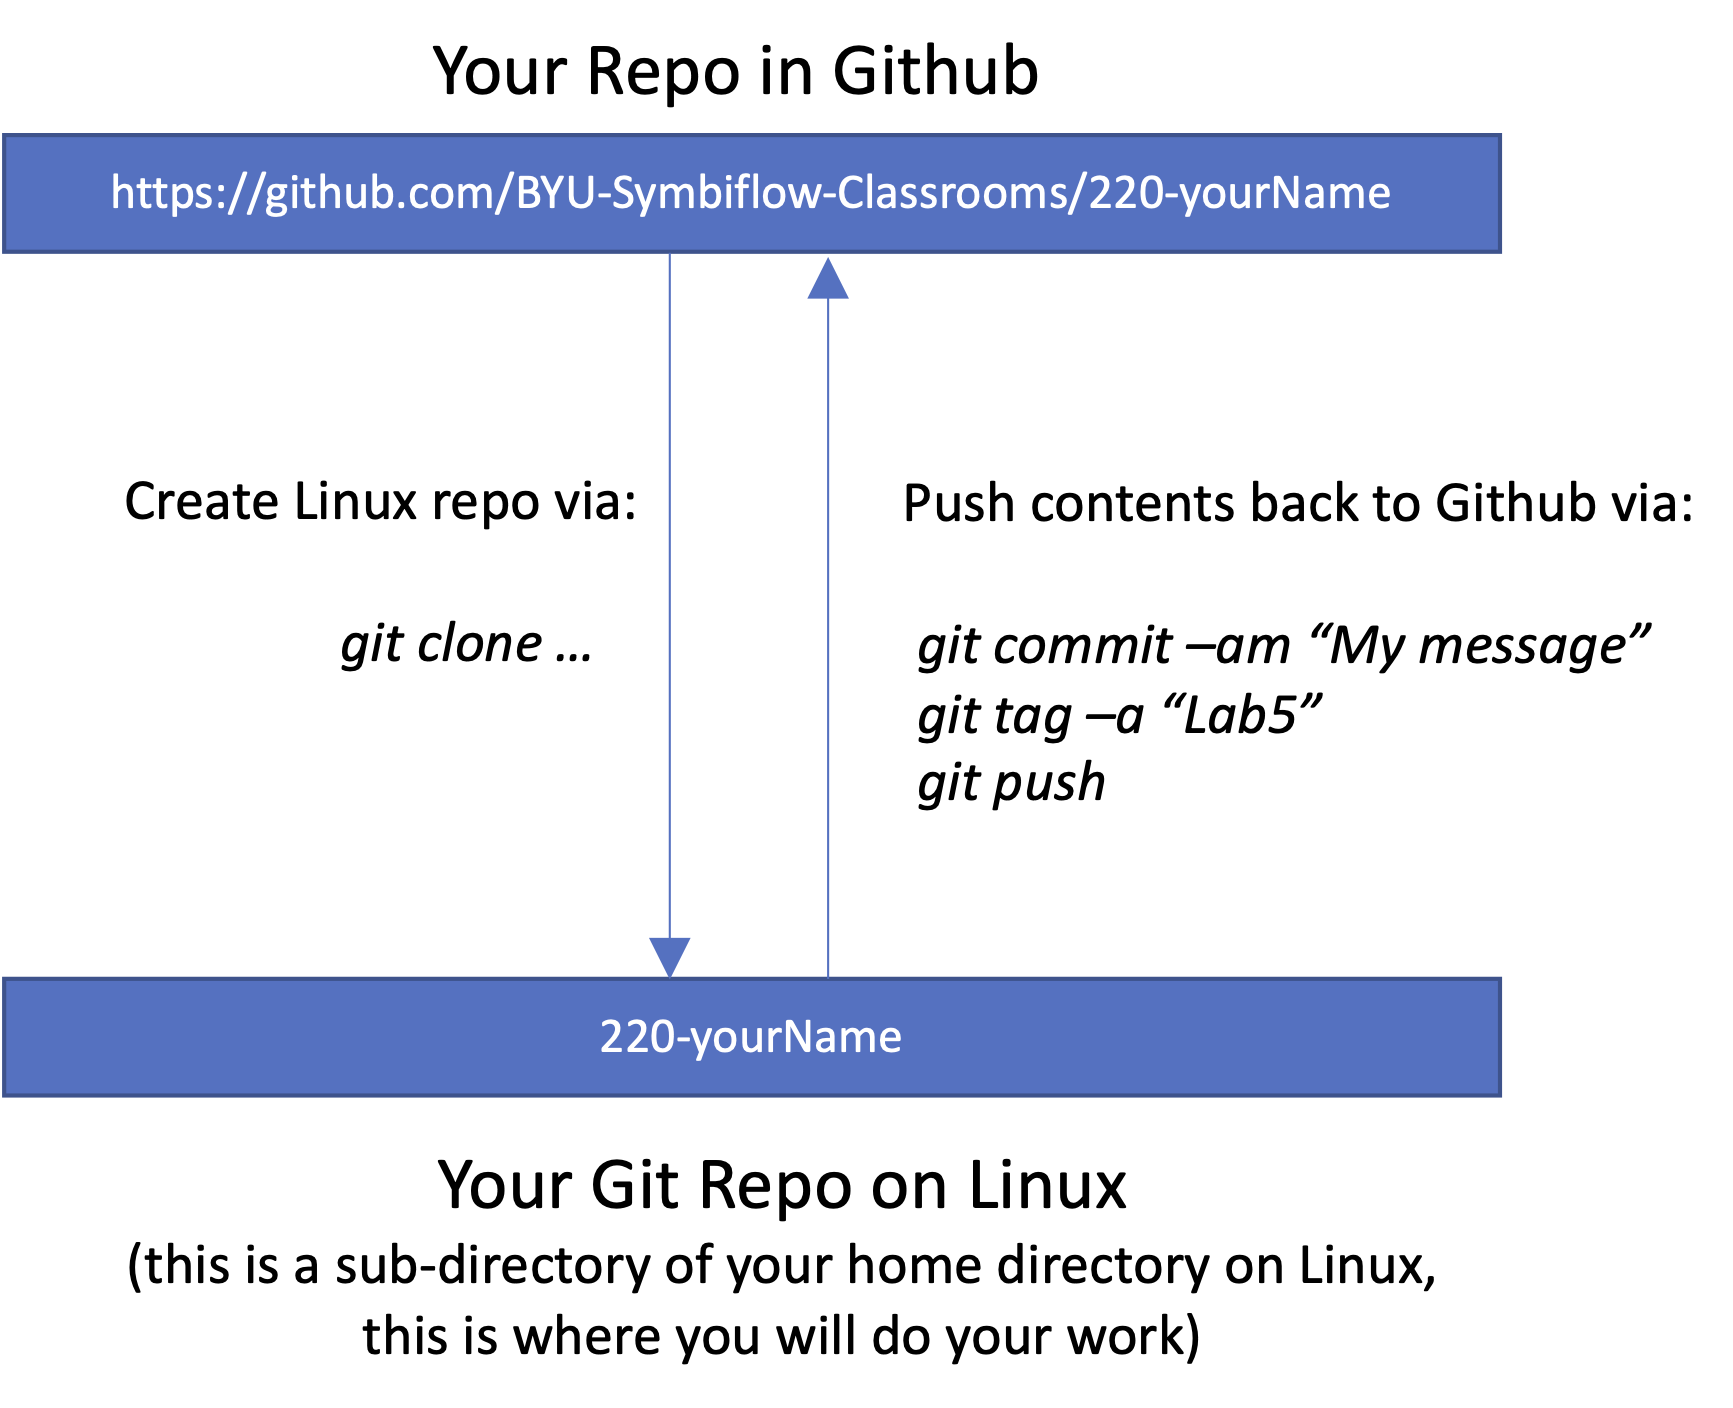 Your Repo in Github
https://github.com/BYU-Symbiflow-Classrooms/220-yourName
Create Linux repo via:
git clone …
Push contents back to Github via:
git commit –am “My message”
git tag –a “Lab5”
git push
220-yourName
Your Git Repo on Linux
(this is a sub-directory of your home directory on Linux,
this is where you will do your work)